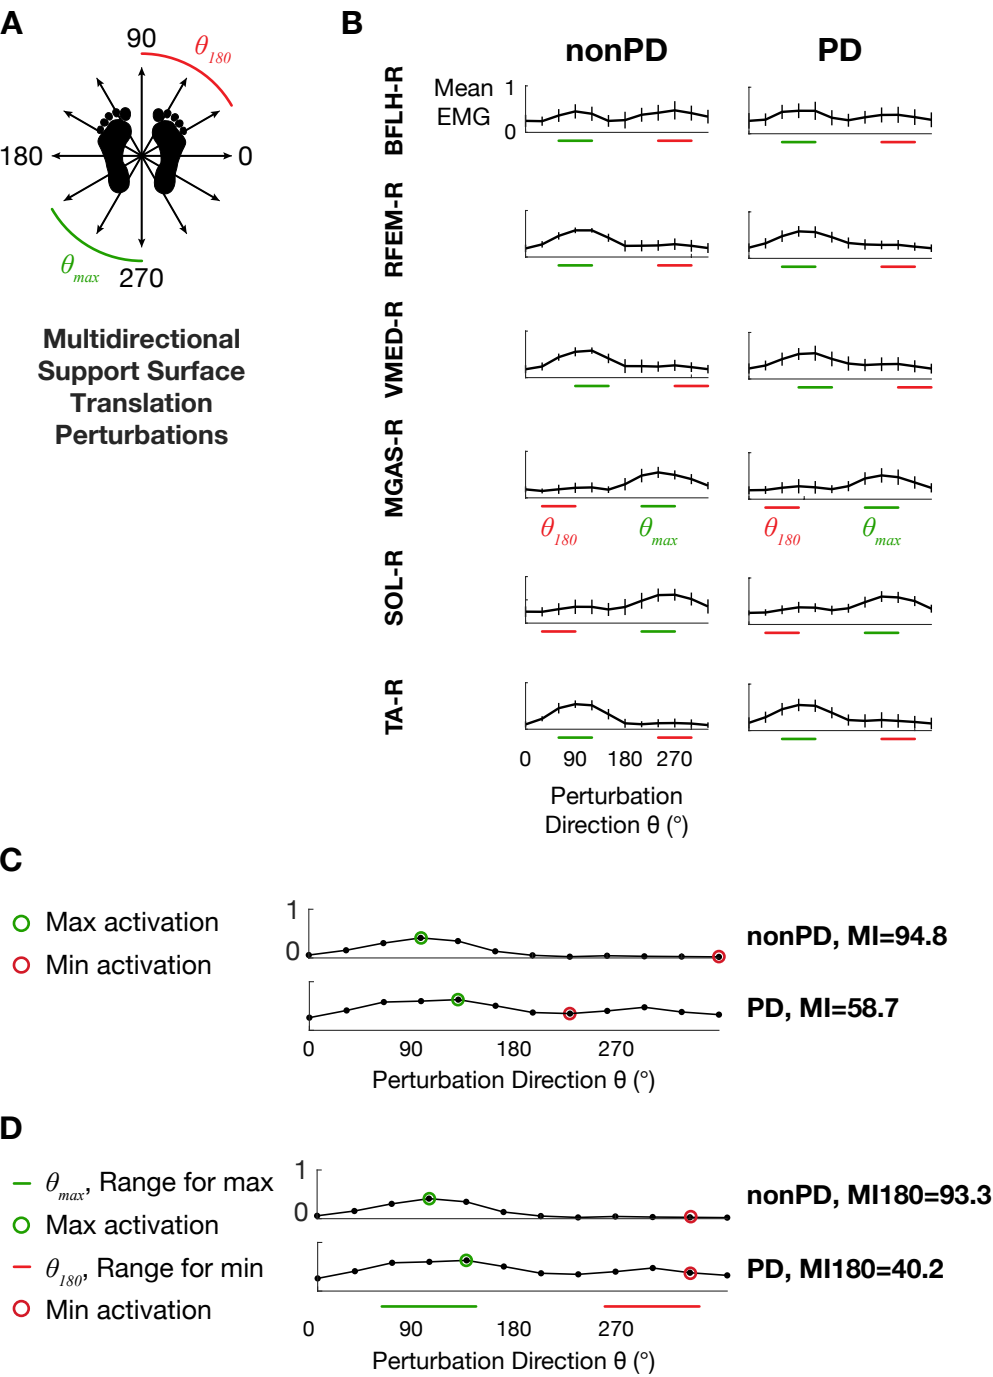 A
90
θ180
180
0
θmax
270
Multidirectional
Support Surface
Translation
Perturbations
B
nonPD
PD
BFLH-R
Mean
EMG
1
0
RFEM-R
VMED-R
MGAS-R
θ180
θmax
θ180
θmax
SOL-R
TA-R
0 90 180 270
Perturbation
Direction θ (°)
C
Max activation
Min activation
1
0
nonPD, MI=94.8
PD, MI=58.7
0 90 180 270
Perturbation Direction θ (°)
D
θmax, Range for max
Max activation
θ180, Range for min
Min activation
1
0
nonPD, MI180=93.3
PD, MI180=40.2
0 90 180 270
Perturbation Direction θ (°)